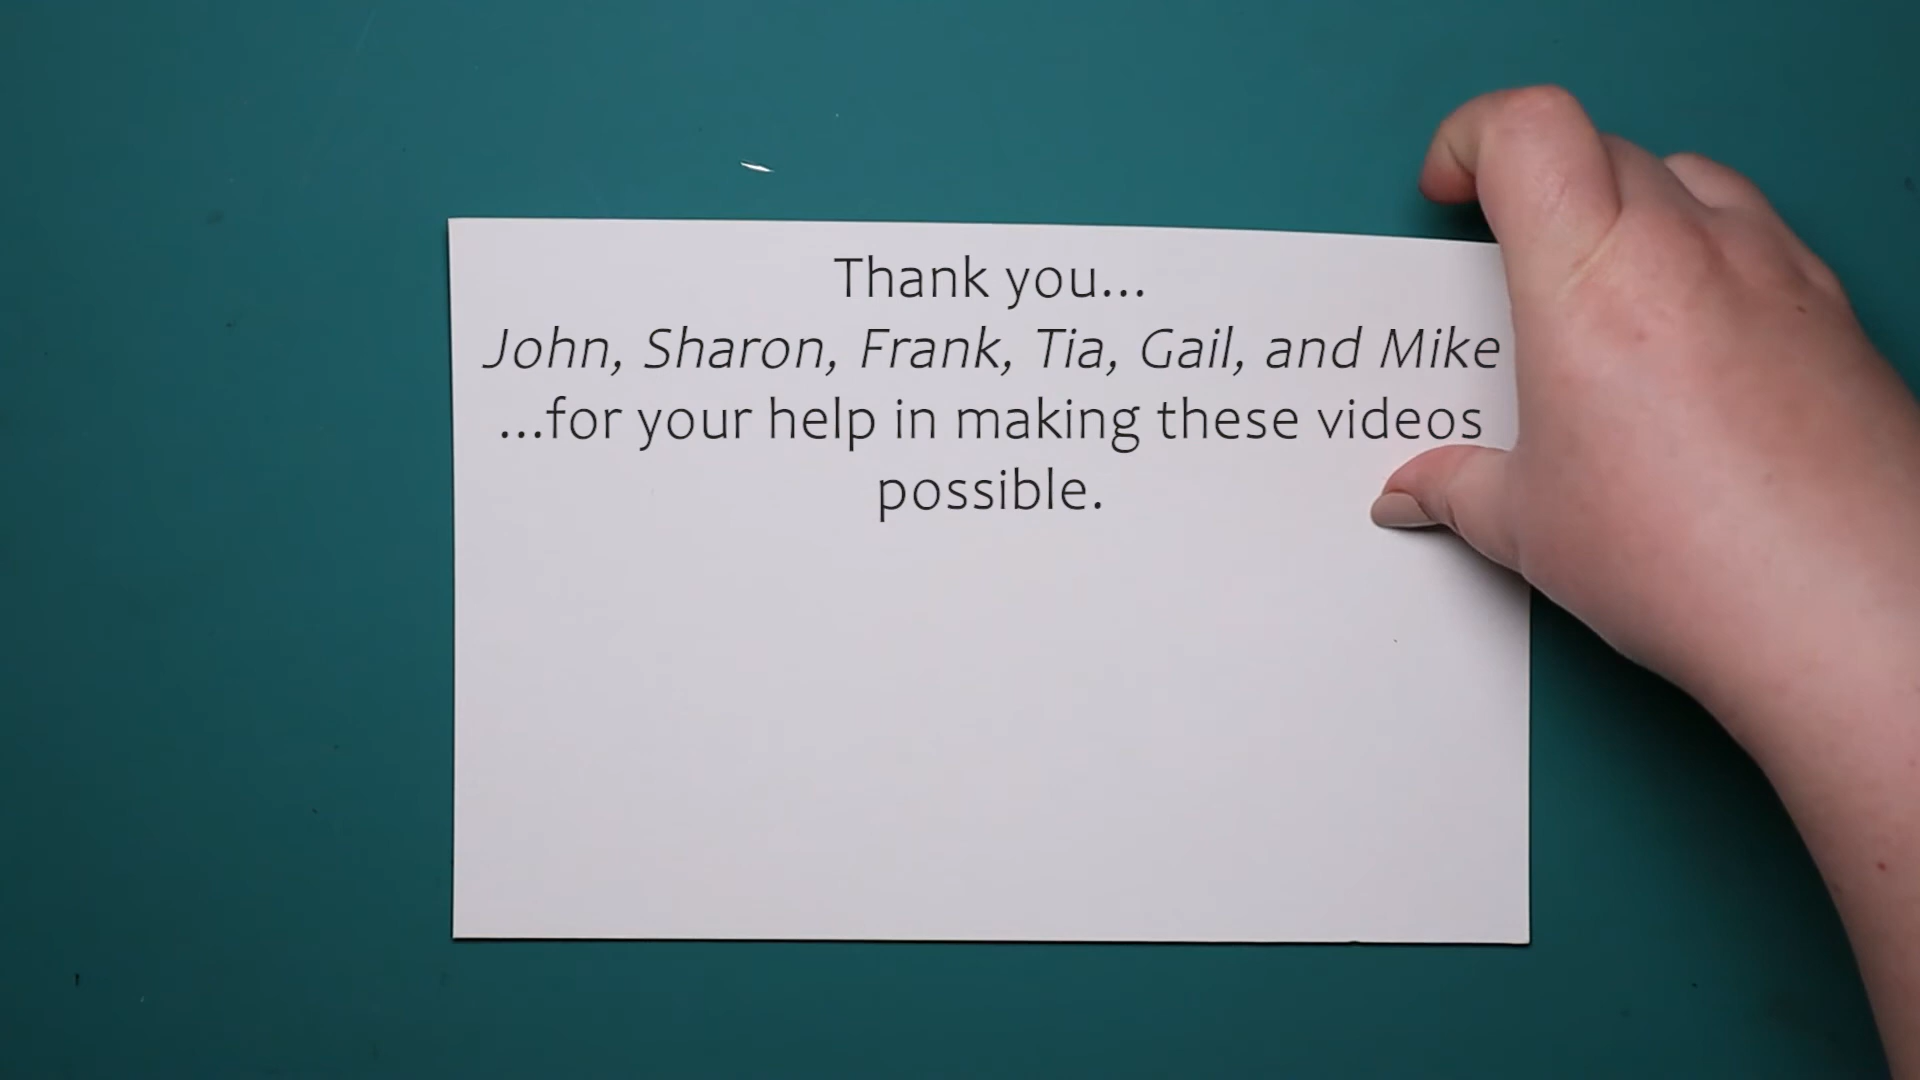 Thank you...
John, Sharon, Frank, Tia, Gail, and Mike
...for your help in making these videos
possible.